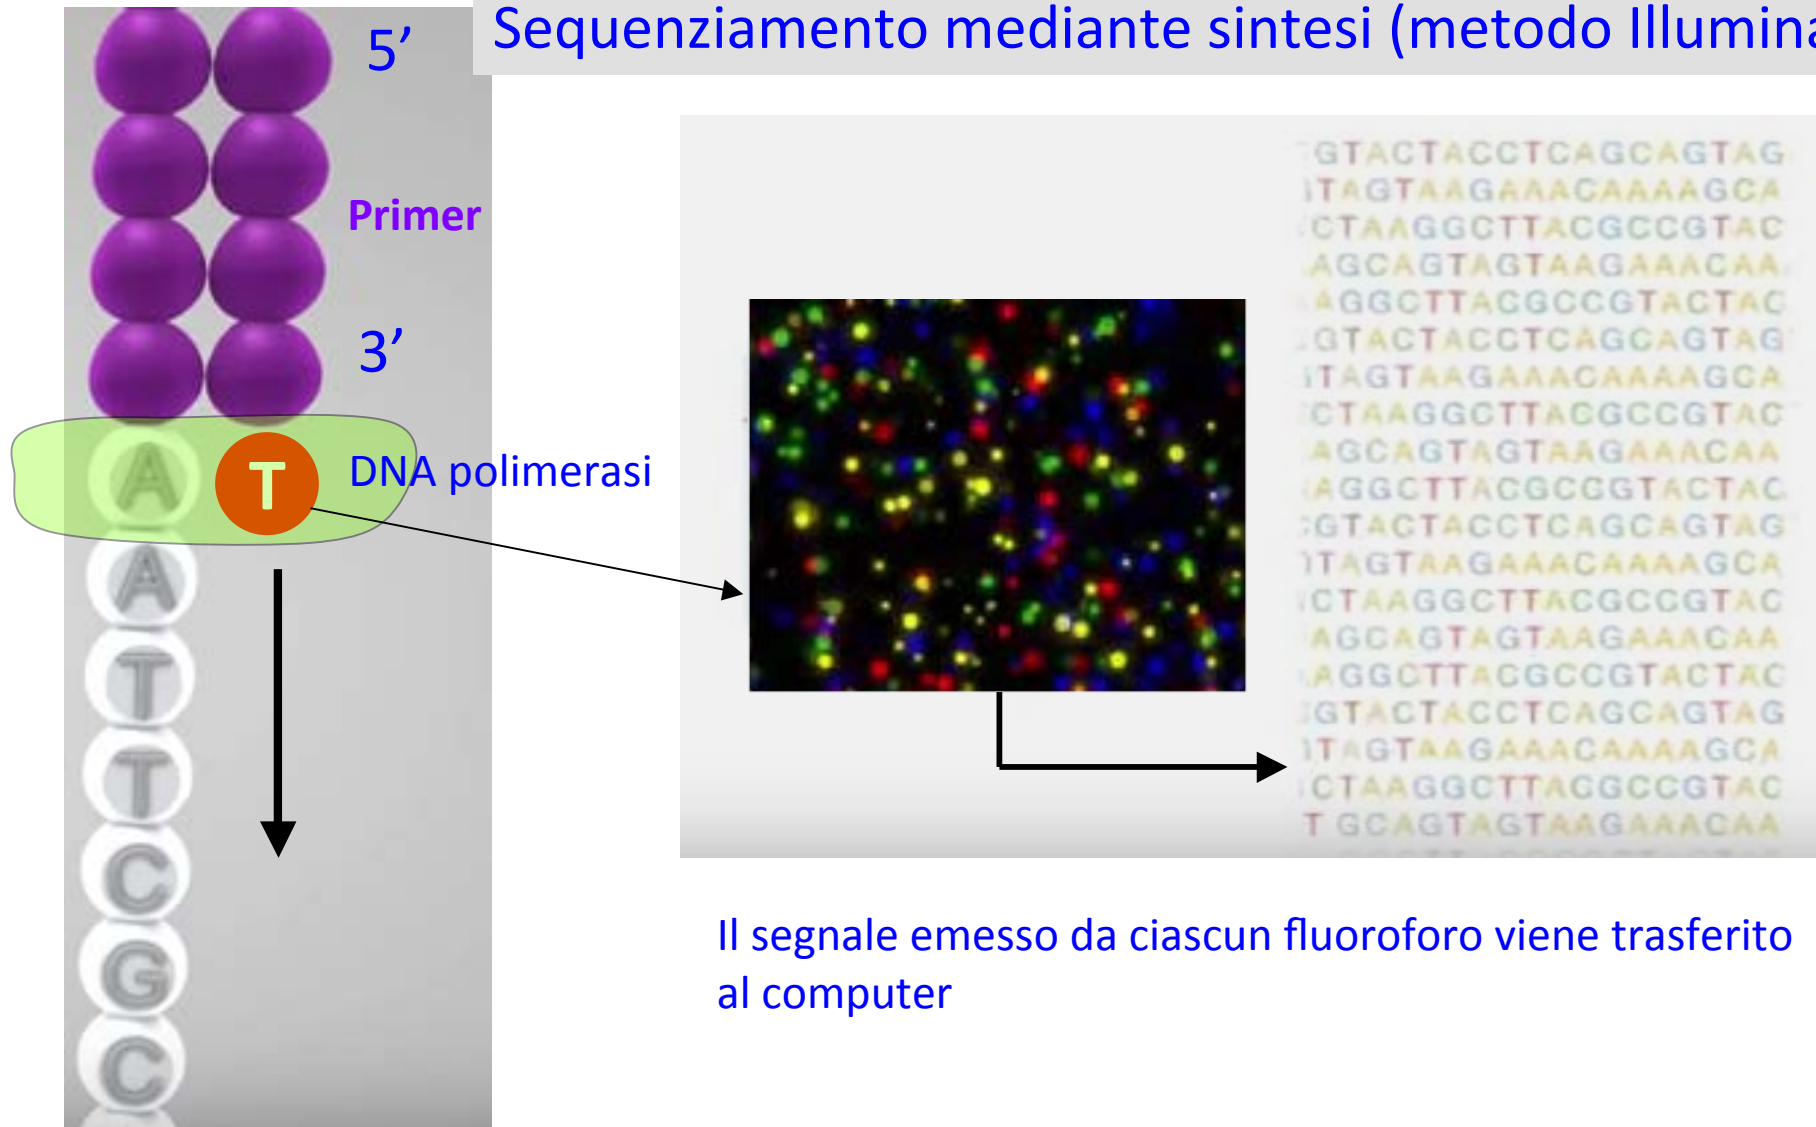 Sequenziamento mediante sintesi (metodo Illumina
5’
Primer
3’
DNA polimerasi
A
T
A
T
T
C
G
C
GTACTACCTCAGCAGTAG
TAGTAAGAAACAAAAGCA
CTAAGGCTTACGCCGTAC
AGCAGTAGTAAGAAACAA
AGGCTTACGCCGTACTAC
GTACTACCTCAGCAGTAG
TAGTAAGAAACAAAAGCA
CTAAGGCTTACGCCGTAC
AGCAGTAGTAAGAAACAA
AGGCTTACGCCGTACTAC
GTACTACCTCAGCAGTAG
TAGTAAGAAACAAAAGCA
CTAAGGCTTACGCCGTAC
AGCAGTAGTAAGAAACAA
AGGCTTACGCCGTACTAC
GTACTACCTCAGCAGTAG
TAGTAAGAAACAAAAGCA
CTAAGGCTTACGCCGTAC
T GCAGTAGTAAGAAACAA
Il segnale emesso da ciascun fluoroforo viene trasferito
al computer